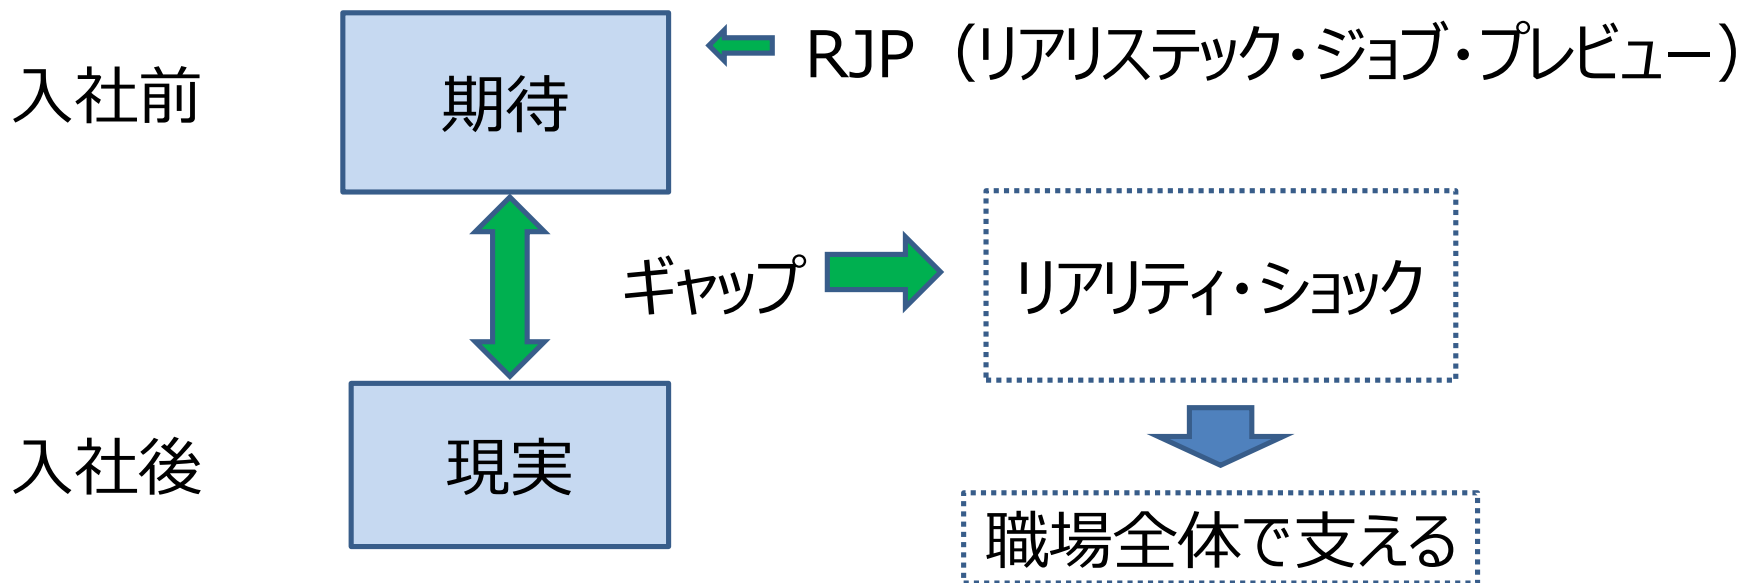 入社前
期待
RJP（リアリステック・ジョブ・プレビュー）
ギャップ
リアリティ・ショック
入社後
現実
職場全体で支える